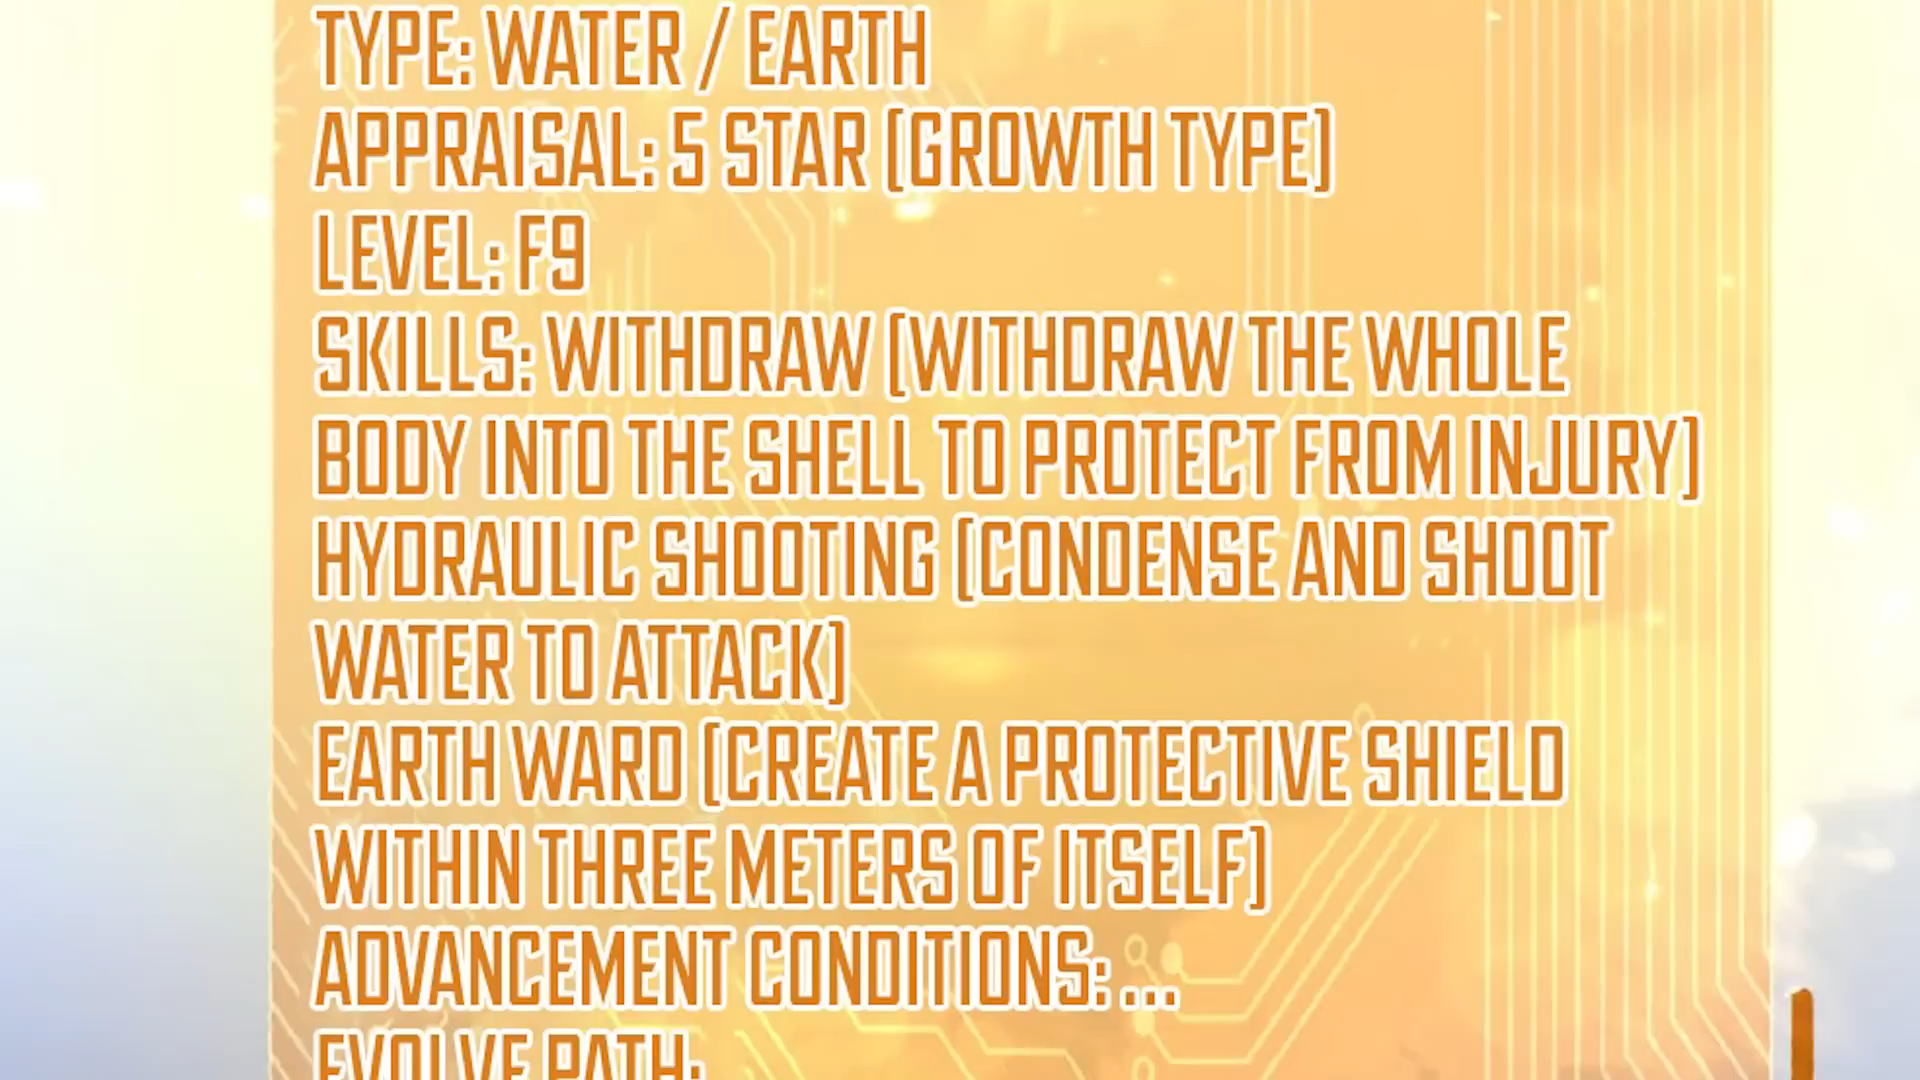 TYPE: WATER / EARTH
APPRAISAL: 5 STAR [GROWTH TYPE]
LEVEL: F9
SKILLS: WITHDRAW [WITHDRAW THE WHOLE
BODY INTO THE SHELL TO PROTECT FROM INJURY]
HYDRAULIC SHOOTING [CONDENSE AND SHOOT
WATER TO ATTACK]
EARTH WARD [CREATE A PROTECTIVE SHIELD
WITHIN THREE METERS OF ITSELF]
ADVANCEMENT CONDITIONS: ...
EVOLVE PATH: